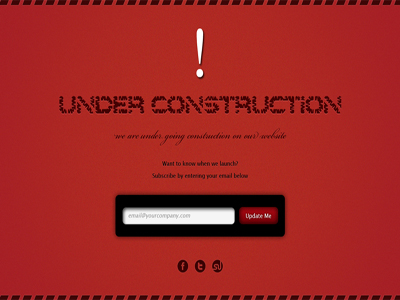 !
UNDER CONSTRUCTION
we are under going construction on our website
Want to know when we launch?
Subscribe by entering your email below
email@yourcompany.com
Update Me